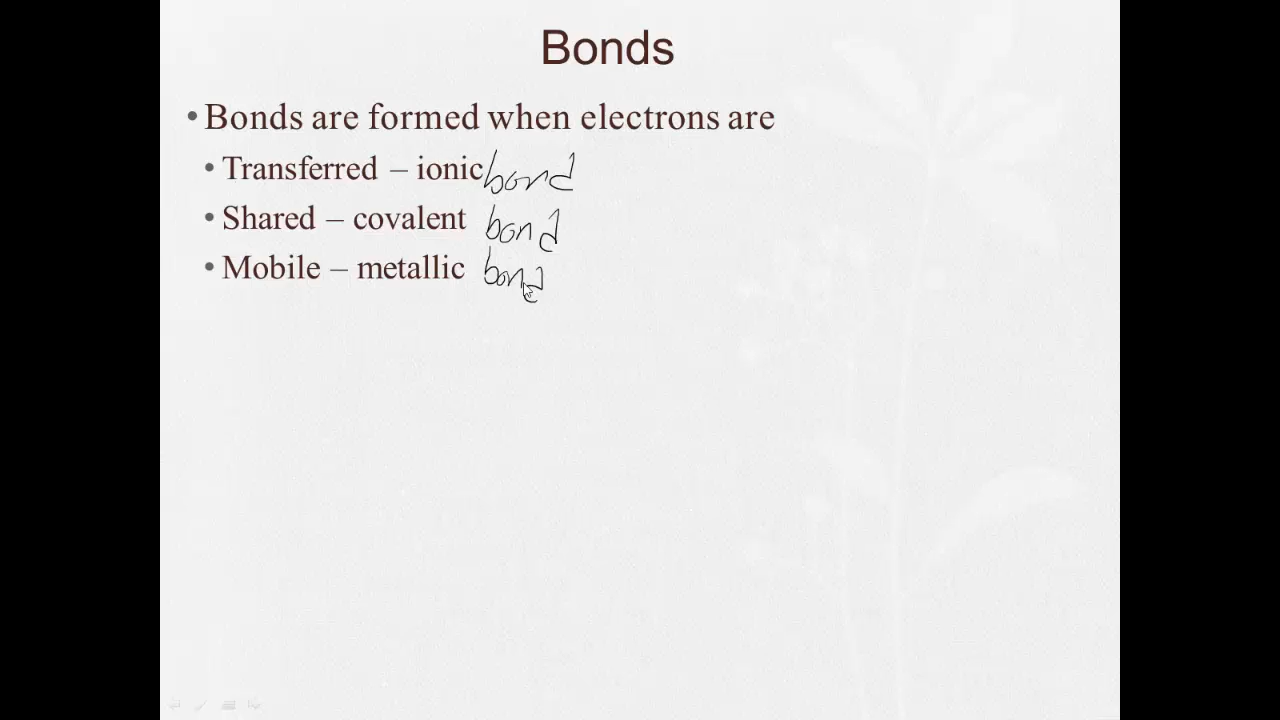 Bonds
• Bonds are formed when electrons are
• Transferred – ionic bond
• Shared – covalent bond
• Mobile – metallic bond